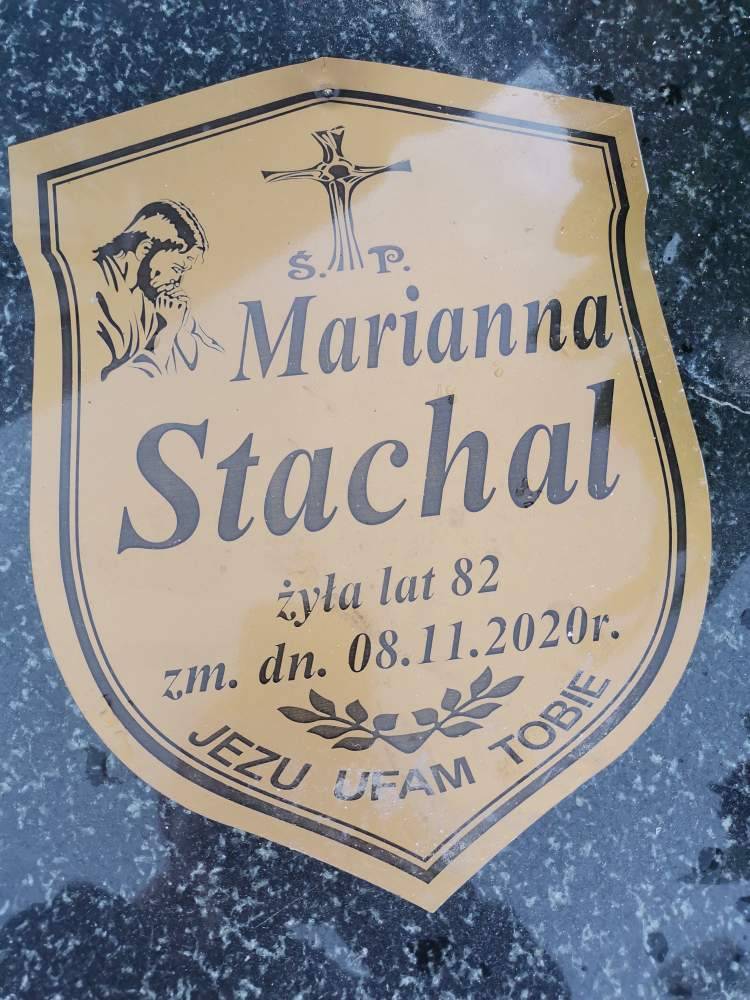 Ś. P.
Marianna
Stachal
żyła lat 82
zm. dn. 08.11.2020r.
JEZU UFAM TOBIE